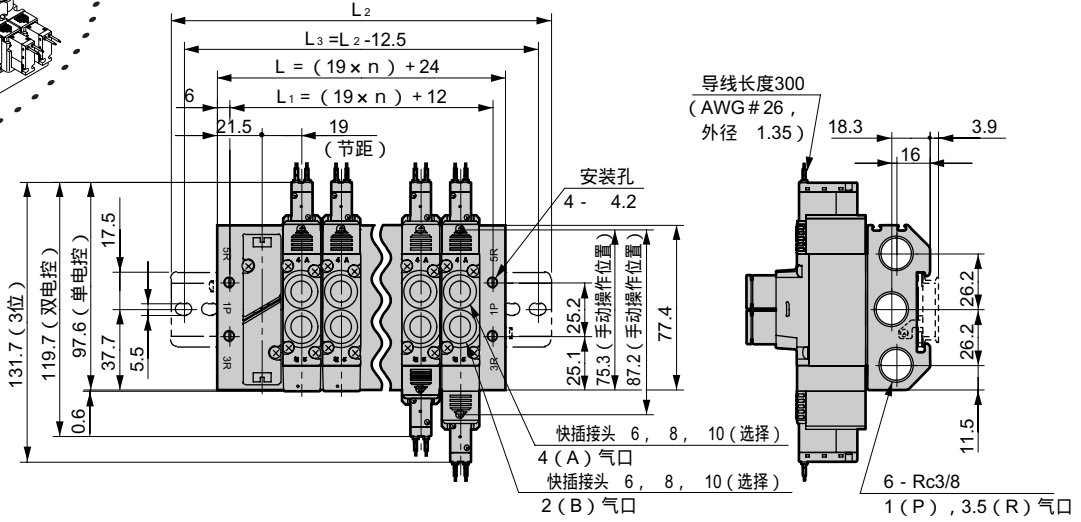 L2
L3 =L2 -12.5
L = (19 × n) + 24
L1 = (19 × n) + 12
6
21.5
19
(节距)
安装孔
4 - 4.2
导线长度300
(AWG#26,
外径 1.35)
18.3
3.9
16
131.7 (3位)
119.7 (双电控)
97.6 (单电控)
17.5
37.7
5.5
0.6
5R
1P
3R
4 A
5R
1P
3R
25.2
25.1
75.3 (手动操作位置)
87.2 (手动操作位置)
77.4
26.2
26.2
11.5
快插接头 6, 8, 10 (选择)
4 (A) 气口
快插接头 6, 8, 10 (选择)
2 (B) 气口
6 - Rc3/8
1 (P) , 3.5 (R) 气口